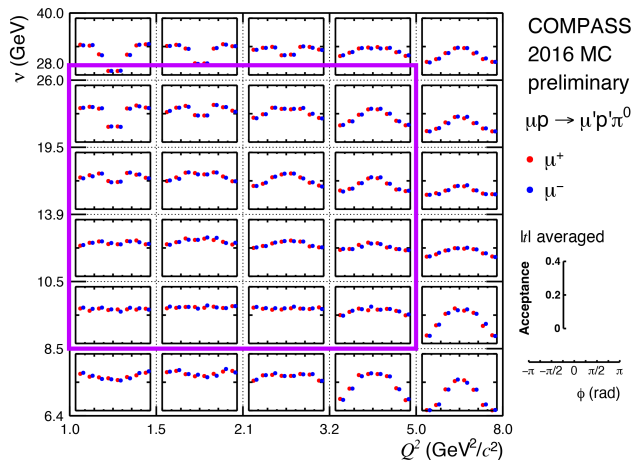 40.0
28.0
26.0
19.5
13.9
10.5
8.5
6.4
ν (GeV)
1.0 1.5 2.1 3.2 5.0 8.0
Q² (GeV²/c²)
COMPASS
2016 MC
preliminary
μp → μ'p'π⁰
μ⁺
μ⁻
|t| averaged
Acceptance
0.4
0.2
0
−π −π/2 0 π/2 π
ϕ (rad)